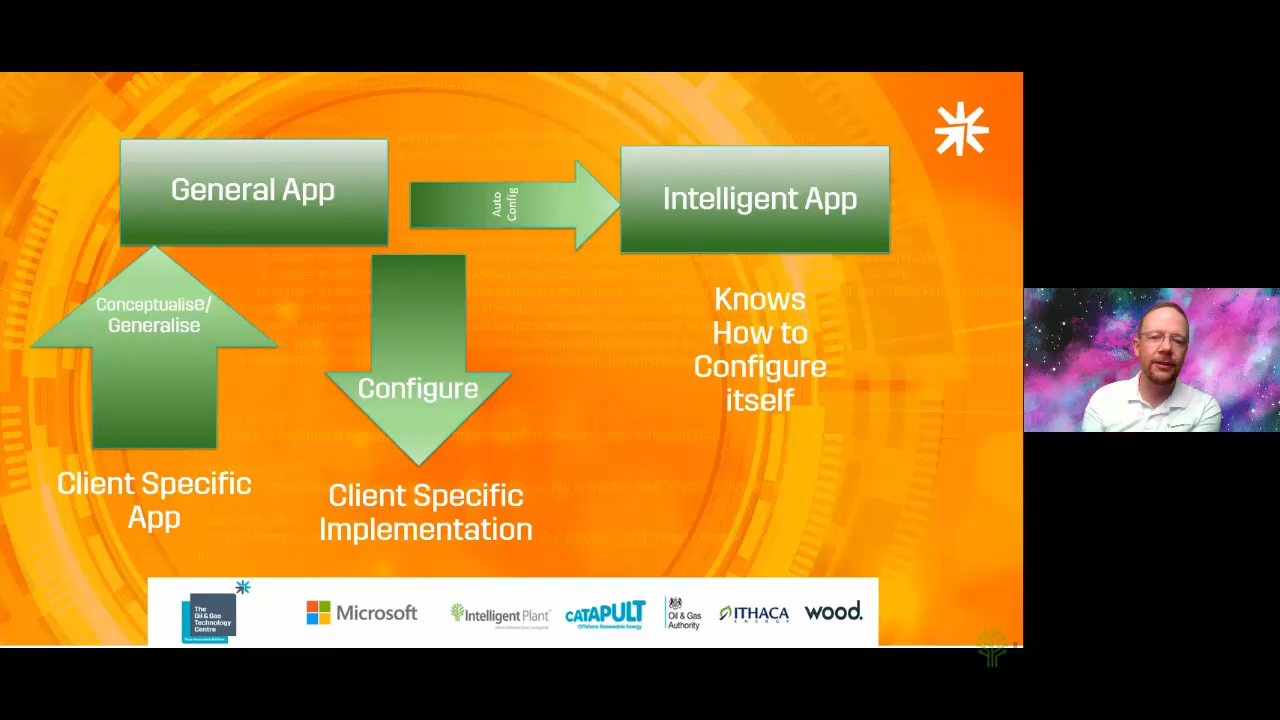 General App
Auto
Config
Intelligent App
Conceptualise/
Generalise
Configure
Knows
How to
Configure
itself
Client Specific
App
Client Specific
Implementation
The
Oil & Gas
Technology
Centre
Microsoft
Intelligent Plant
CATAPULT
Offshore Renewable Energy
Oil & Gas
Authority
ITHACA
ENERGY
wood.